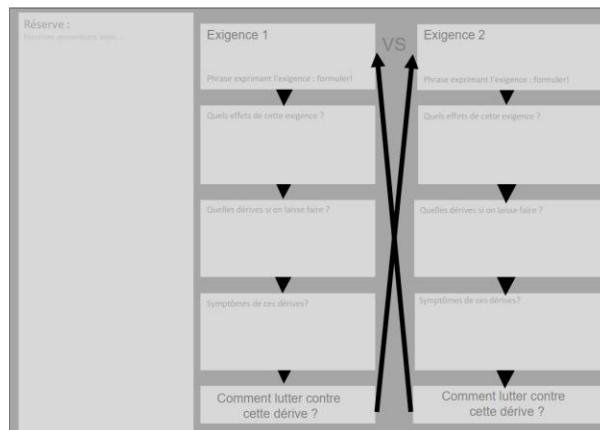 Réserve :
Exigence 1
VS
Exigence 2
Phrase exprimant l'exigence : formuler!
Phrase exprimant l'exigence : formuler!
Quels effets de cette exigence ?
Quels effets de cette exigence ?
Quelles dérives si on laisse faire ?
Quelles dérives si on laisse faire ?
Symptômes de ces dérives?
Symptômes de ces dérives?
Comment lutter contre
cette dérive ?
Comment lutter contre
cette dérive ?